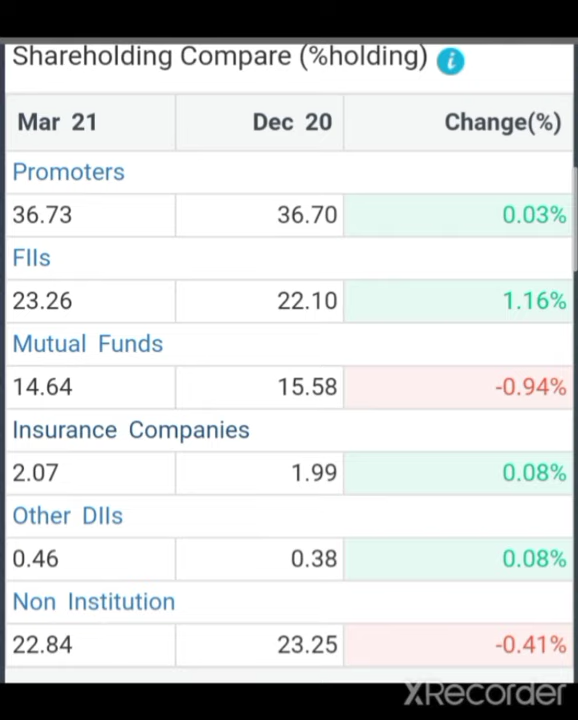 Shareholding Compare (%holding) i
Mar 21 Dec 20 Change(%)
Promoters
36.73 36.70 0.03%
FIIs
23.26 22.10 1.16%
Mutual Funds
14.64 15.58 -0.94%
Insurance Companies
2.07 1.99 0.08%
Other DIIs
0.46 0.38 0.08%
Non Institution
22.84 23.25 -0.41%
XRecorder